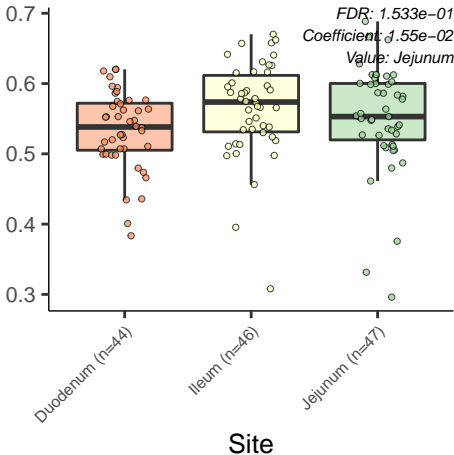 FDR: 1.533e−01
Coefficient: 1.55e−02
Value: Jejunum
0.7
0.6
0.5
0.4
0.3
Duodenum (n=44)
Ileum (n=46)
Jejunum (n=47)
Site